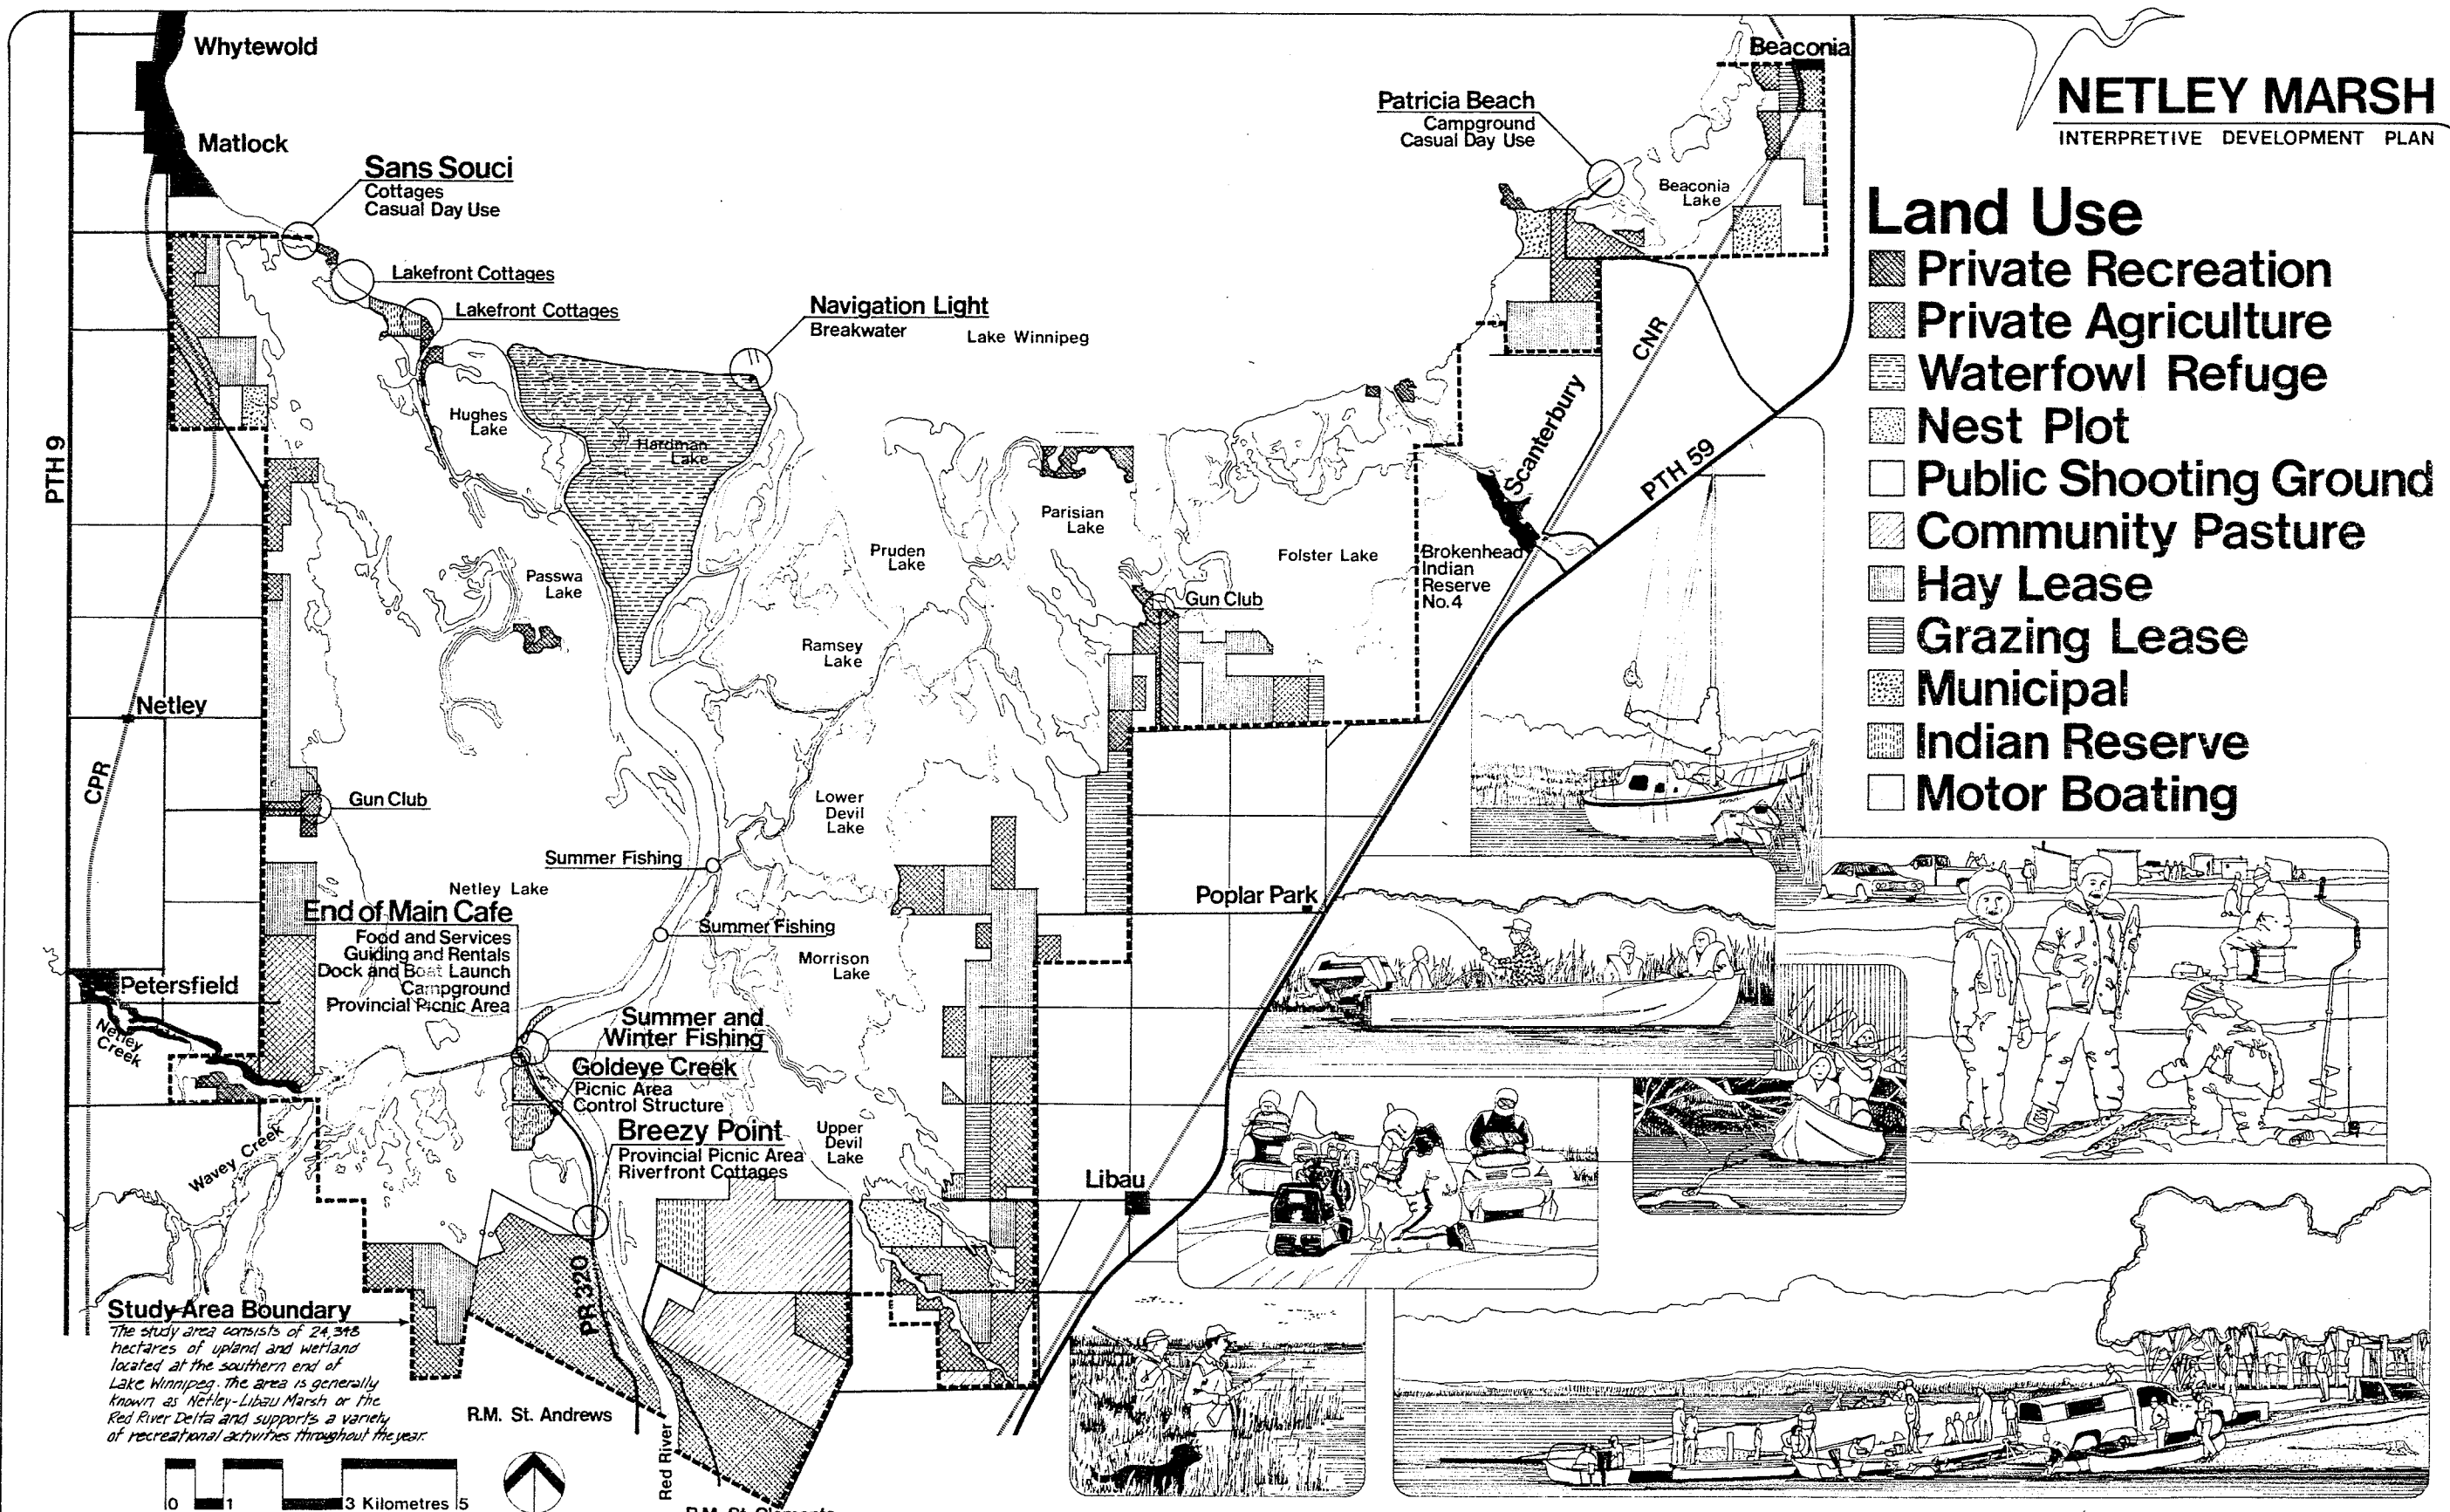 Whytewold
Matlock
Sans Souci
Cottages
Casual Day Use
Lakefront Cottages
Lakefront Cottages
Navigation Light
Breakwater
Lake Winnipeg
Patricia Beach
Campground
Casual Day Use
Beaconia
Beaconia
Lake
NETLEY MARSH
INTERPRETIVE DEVELOPMENT PLAN
Land Use
Private Recreation
Private Agriculture
Waterfowl Refuge
Nest Plot
Public Shooting Ground
Community Pasture
Hay Lease
Grazing Lease
Municipal
Indian Reserve
Motor Boating
PTH 9
Hughes
Lake
Hardman
Lake
CNR
Scanterbury
PTH 59
Parisian
Lake
Pruden
Lake
Folster Lake
Brokenhead
Indian
Reserve
No. 4
Passwa
Lake
Gun Club
Ramsey
Lake
Netley
CPR
Gun Club
Lower
Devil
Lake
Summer Fishing
Netley Lake
Poplar Park
End of Main Cafe
Food and Services
Guiding and Rentals
Dock and Boat Launch
Campground
Provincial Picnic Area
Summer Fishing
Morrison
Lake
Petersfield
Netley
Creek
Summer and
Winter Fishing
Goldeye Creek
Picnic Area
Control Structure
Breezy Point
Provincial Picnic Area
Riverfront Cottages
Upper
Devil
Lake
Wavey Creek
Libau
PR 320
Study Area Boundary
The study area consists of 24,348
hectares of upland and wetland
located at the southern end of
Lake Winnipeg. The area is generally
known as Netley-Libau Marsh or the
Red River Delta and supports a variety
of recreational activities throughout the year.
R.M. St. Andrews
Red River
R.M. St. Clements
0 1 3 Kilometres 5